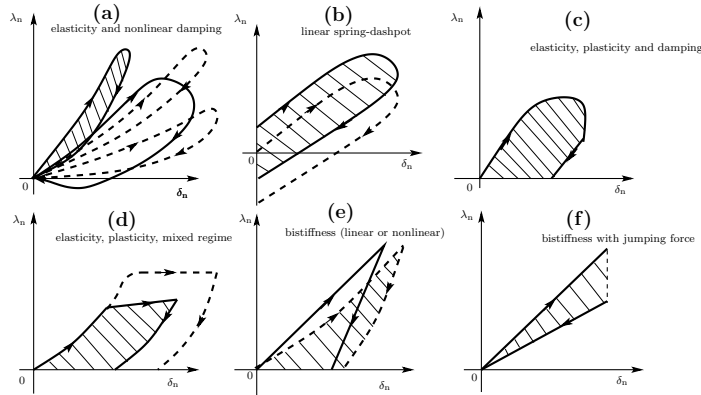 (a)
λn
elasticity and nonlinear damping
0
δn
(b)
λn
linear spring-dashpot
0
δn
(c)
λn
elasticity, plasticity and damping
0
δn
(d)
λn
elasticity, plasticity, mixed regime
0
δn
(e)
λn
bistiffness (linear or nonlinear)
0
δn
(f)
λn
bistiffness with jumping force
0
δn